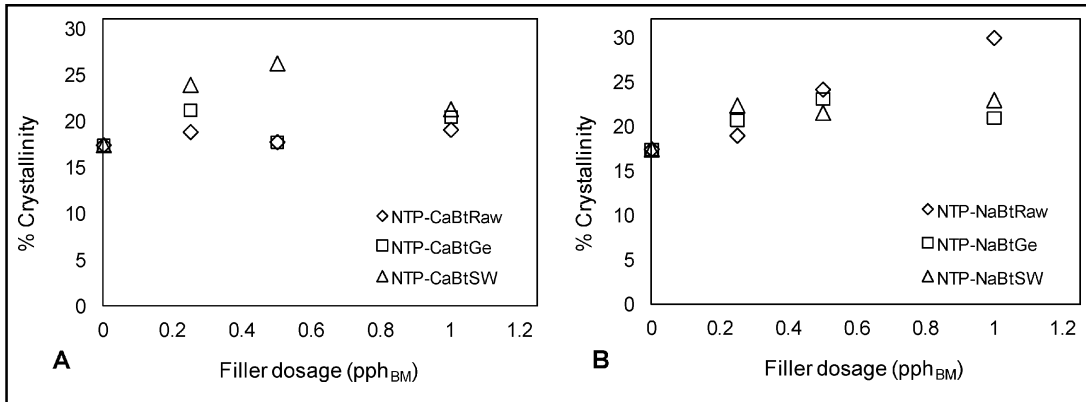 30
25
20
15
10
5
0
% Crystallinity
NTP-CaBtRaw
NTP-CaBtGe
NTP-CaBtSW
0 0.2 0.4 0.6 0.8 1 1.2
A Filler dosage (pphBM)
30
25
20
15
10
5
0
% Crystallinity
NTP-NaBtRaw
NTP-NaBtGe
NTP-NaBtSW
0 0.2 0.4 0.6 0.8 1 1.2
B Filler dosage (pphBM)